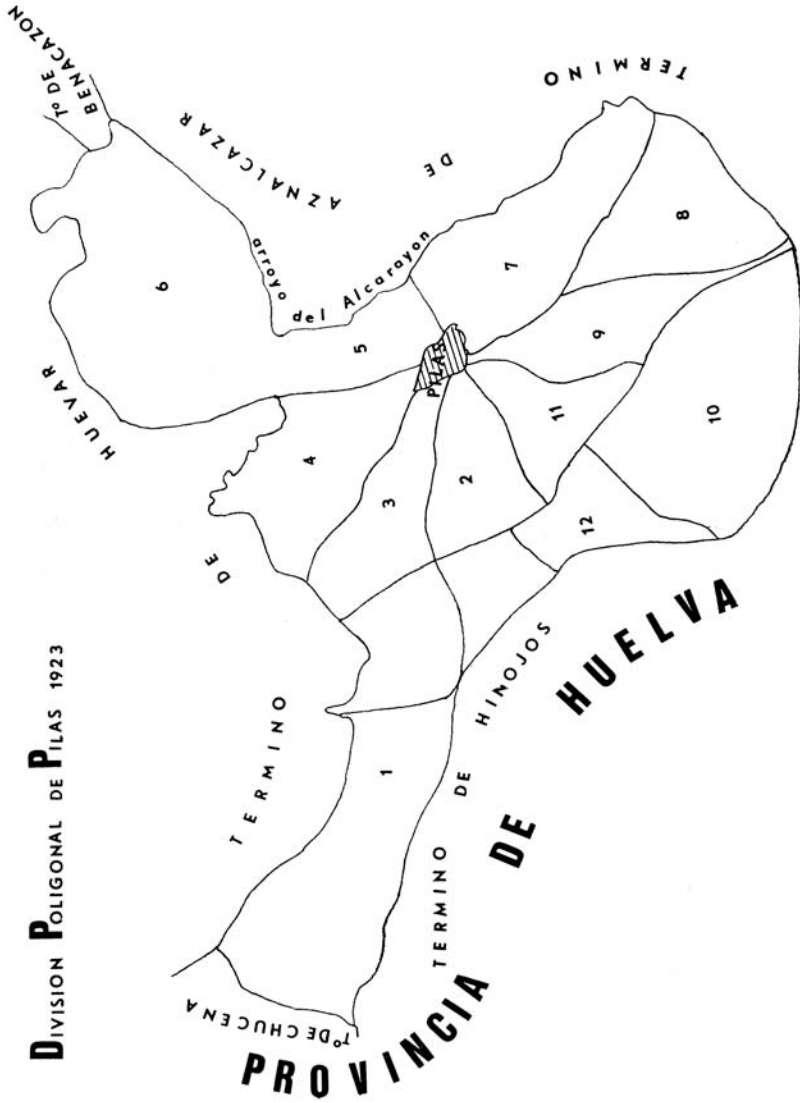 DIVISION POLIGONAL DE PILAS 1923
Tº DE BENACAZON
TERMINO DE HUEVAR
TERMINO DE AZNALCAZAR
arroyo del Alcarayon
PILAS
1
2
3
4
5
6
7
8
9
10
11
12
Tº DE CHUCENA
TERMINO DE HINOJOS
PROVINCIA DE HUELVA